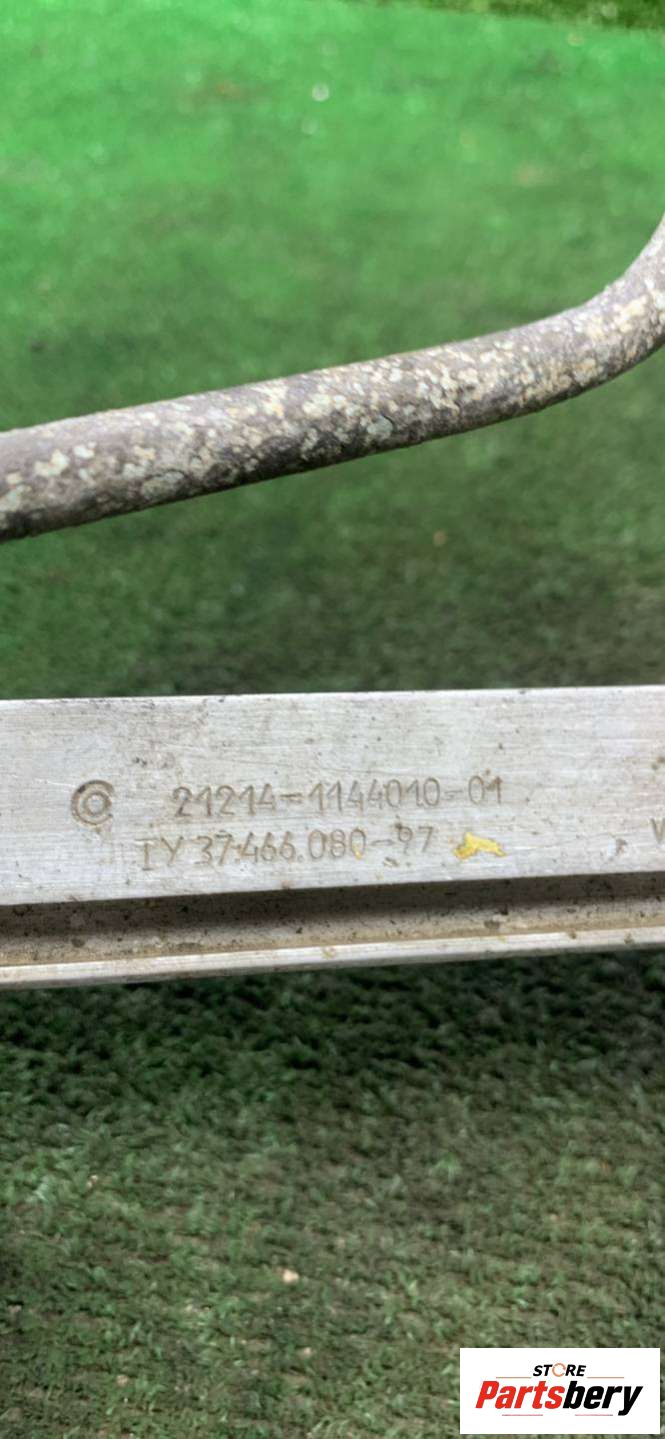 21214-1144010-01
ТУ 37.466.080-97
W
STORE
Partsbery